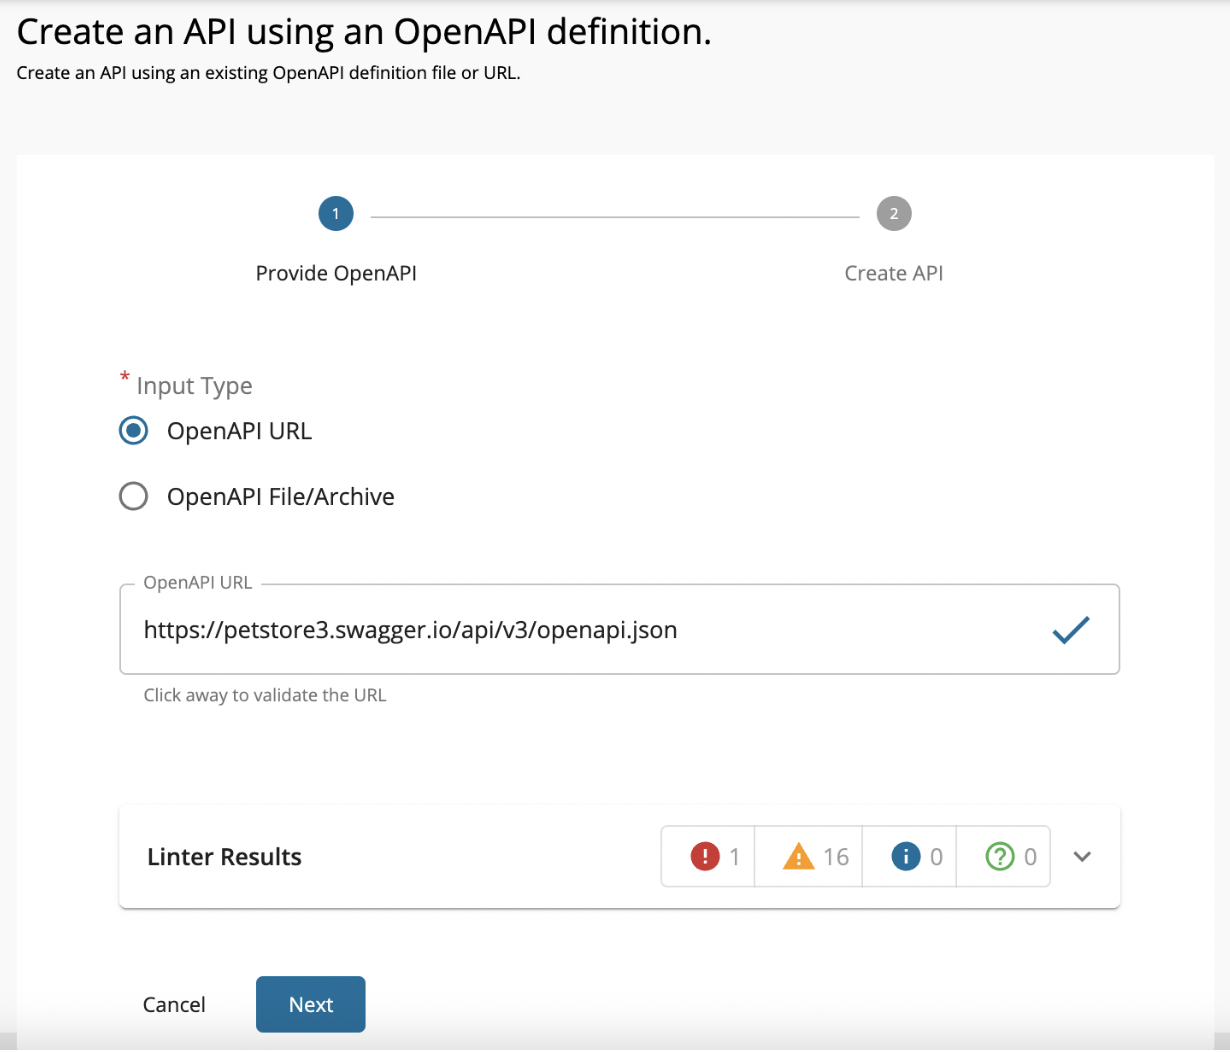 Create an API using an OpenAPI definition.
Create an API using an existing OpenAPI definition file or URL.
1
2
Provide OpenAPI
Create API
* Input Type
OpenAPI URL
OpenAPI File/Archive
OpenAPI URL
https://petstore3.swagger.io/api/v3/openapi.json
Click away to validate the URL
Linter Results
1
16
0
0
Cancel
Next